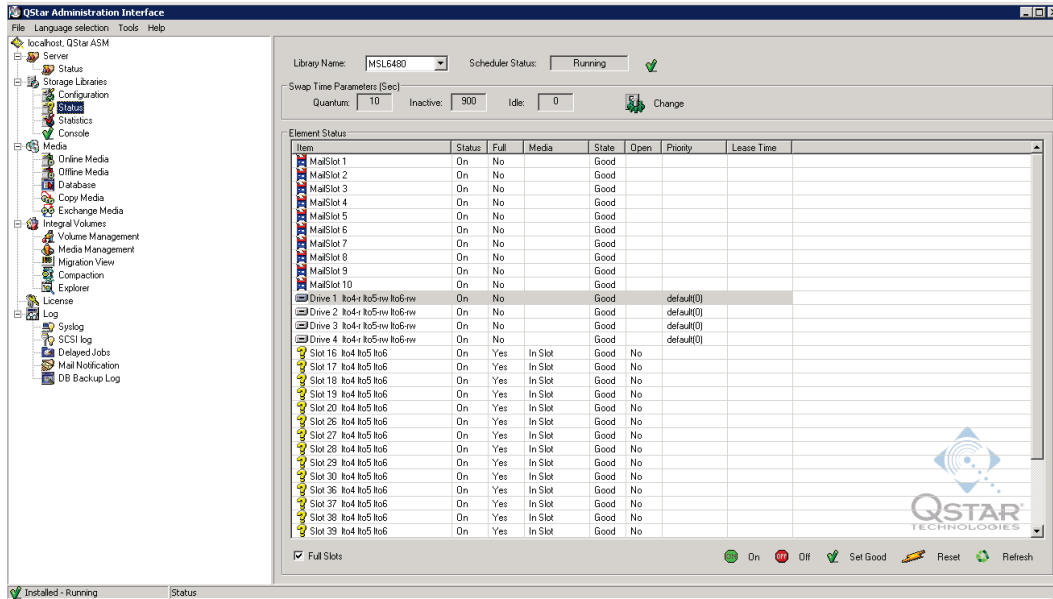 QStar Administration Interface
File Language selection Tools Help
localhost, QStar ASM
Server
Status
Storage Libraries
Configuration
Status
Statistics
Console
Media
Online Media
Offline Media
Database
Copy Media
Exchange Media
Integral Volumes
Volume Management
Media Management
Migration View
Compaction
Explorer
License
Log
Syslog
SCSI log
Delayed Jobs
Mail Notification
DB Backup Log
Library Name: MSL6480 Scheduler Status: Running
Swap Time Parameters (Sec)
Quantum: 10 Inactive: 900 Idle: 0 Change
Element Status
Item Status Full Media State Open Priority Lease Time
MailSlot 1 On No Good
MailSlot 2 On No Good
MailSlot 3 On No Good
MailSlot 4 On No Good
MailSlot 5 On No Good
MailSlot 6 On No Good
MailSlot 7 On No Good
MailSlot 8 On No Good
MailSlot 9 On No Good
MailSlot 10 On No Good
Drive 1 lto4-r lto5-rw lto6-rw On No Good default(0)
Drive 2 lto4-r lto5-rw lto6-rw On No Good default(0)
Drive 3 lto4-r lto5-rw lto6-rw On No Good default(0)
Drive 4 lto4-r lto5-rw lto6-rw On No Good default(0)
Slot 16 lto4 lto5 lto6 On Yes In Slot Good No
Slot 17 lto4 lto5 lto6 On Yes In Slot Good No
Slot 18 lto4 lto5 lto6 On Yes In Slot Good No
Slot 19 lto4 lto5 lto6 On Yes In Slot Good No
Slot 20 lto4 lto5 lto6 On Yes In Slot Good No
Slot 26 lto4 lto5 lto6 On Yes In Slot Good No
Slot 27 lto4 lto5 lto6 On Yes In Slot Good No
Slot 28 lto4 lto5 lto6 On Yes In Slot Good No
Slot 29 lto4 lto5 lto6 On Yes In Slot Good No
Slot 30 lto4 lto5 lto6 On Yes In Slot Good No
Slot 36 lto4 lto5 lto6 On Yes In Slot Good No
Slot 37 lto4 lto5 lto6 On Yes In Slot Good No
Slot 38 lto4 lto5 lto6 On Yes In Slot Good No
Slot 39 lto4 lto5 lto6 On Yes In Slot Good No
QSTAR
TECHNOLOGIES
Full Slots ON On OFF Off Set Good Reset Refresh
Installed - Running Status